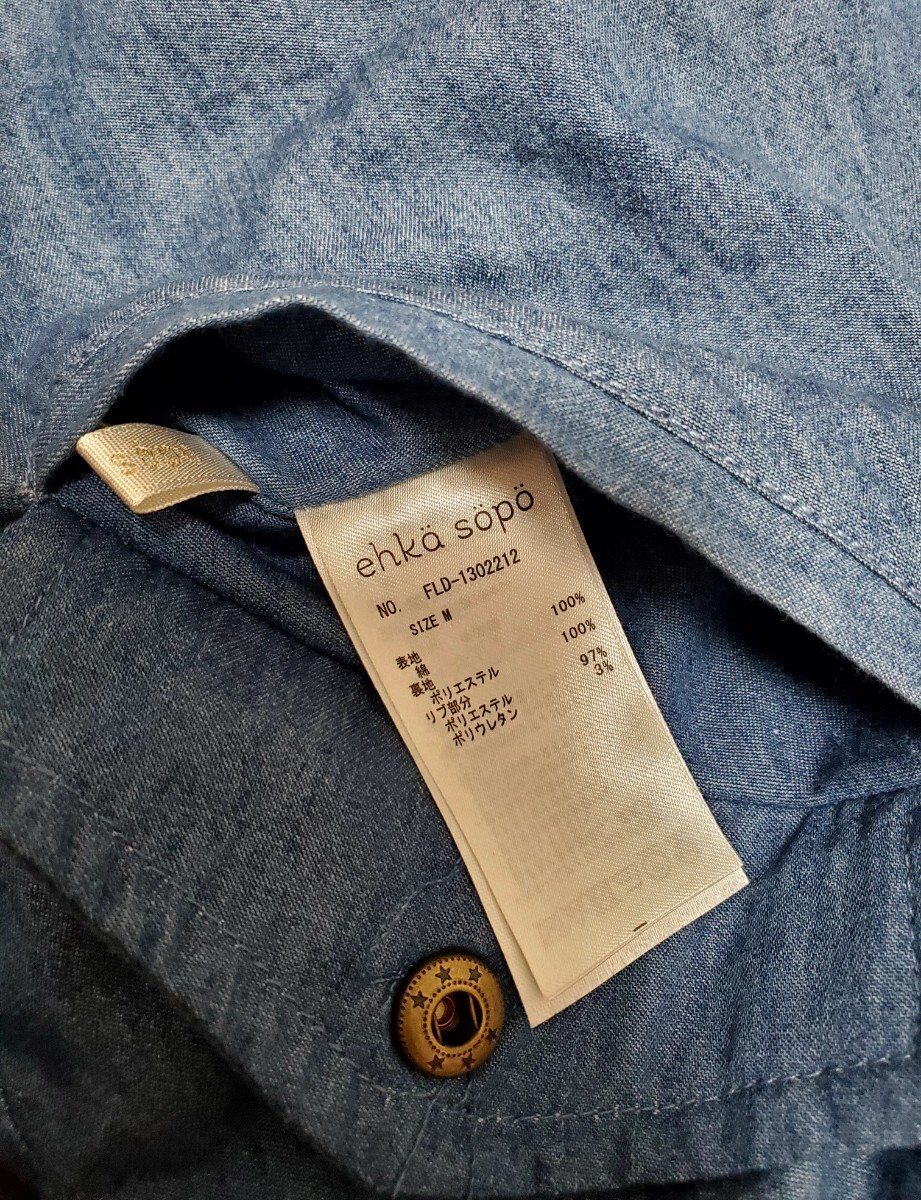 ehkä söpö
NO. FLD-1302212
SIZE M
表地
綿 100%
裏地
ポリエステル 100%
リブ部分
ポリエステル 97%
ポリウレタン 3%